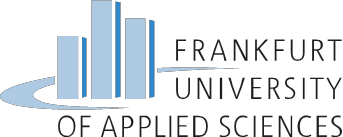 FRANKFURT
UNIVERSITY
OF APPLIED SCIENCES